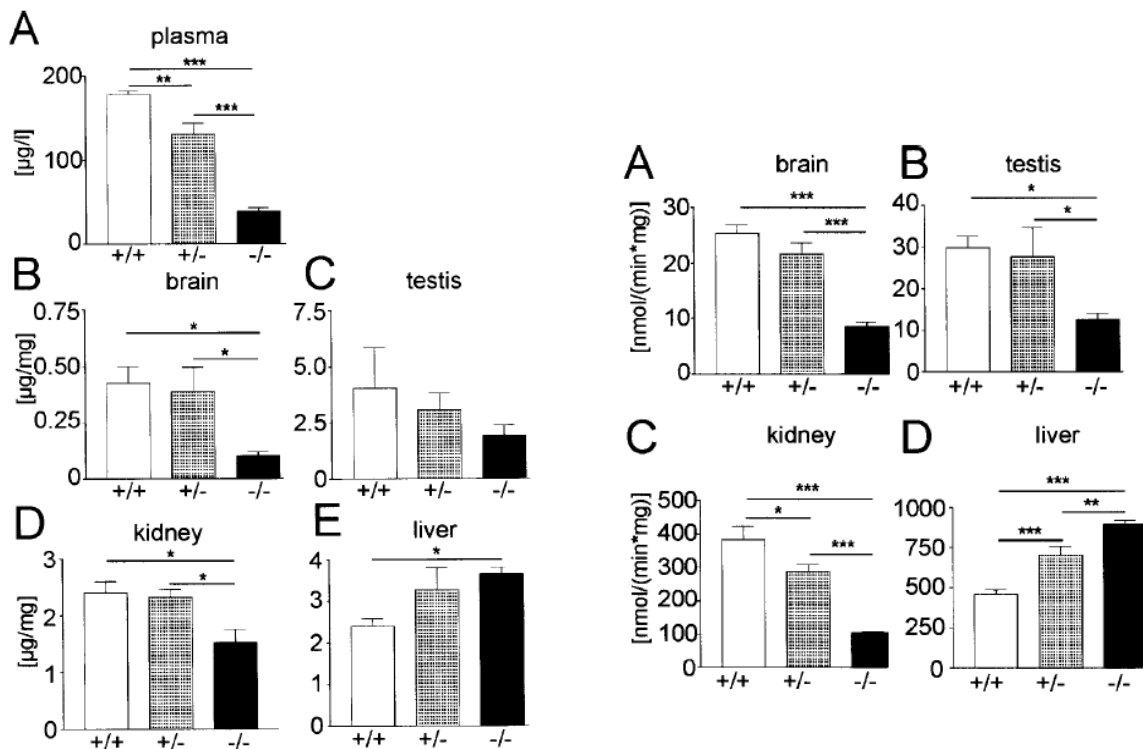 A
plasma
***
**
***
200
100
0
[µg/l]
+/+ +/- -/-
B
brain
*
*
0.75
0.50
0.25
0
[µg/mg]
+/+ +/- -/-
C
testis
7.5
5.0
2.5
0
+/+ +/- -/-
D
kidney
*
*
3
2
1
0
[µg/mg]
+/+ +/- -/-
E
liver
*
4
3
2
1
0
+/+ +/- -/-
A
brain
***
***
30
20
10
0
[nmol/(min*mg)]
+/+ +/- -/-
B
testis
*
*
40
30
20
10
0
+/+ +/- -/-
C
kidney
***
*
***
500
400
300
200
100
0
[nmol/(min*mg)]
+/+ +/- -/-
D
liver
***
**
***
1000
750
500
250
0
+/+ +/- -/-